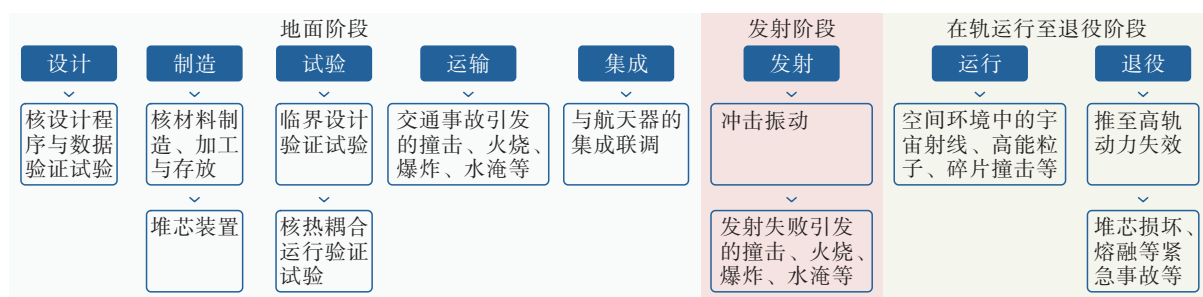 地面阶段
发射阶段
在轨运行至退役阶段
设计
制造
试验
运输
集成
发射
运行
退役
核设计程
序与数据
验证试验
核材料制
造、加工
与存放
临界设计
验证试验
交通事故引发
的撞击、火烧、
爆炸、水淹等
与航天器的
集成联调
冲击振动
空间环境中的宇
宙射线、高能粒
子、碎片撞击等
推至高轨
动力失效
堆芯装置
核热耦合
运行验证
试验
发射失败引发
的撞击、火烧、
爆炸、水淹等
堆芯损坏、
熔融等紧
急事故等